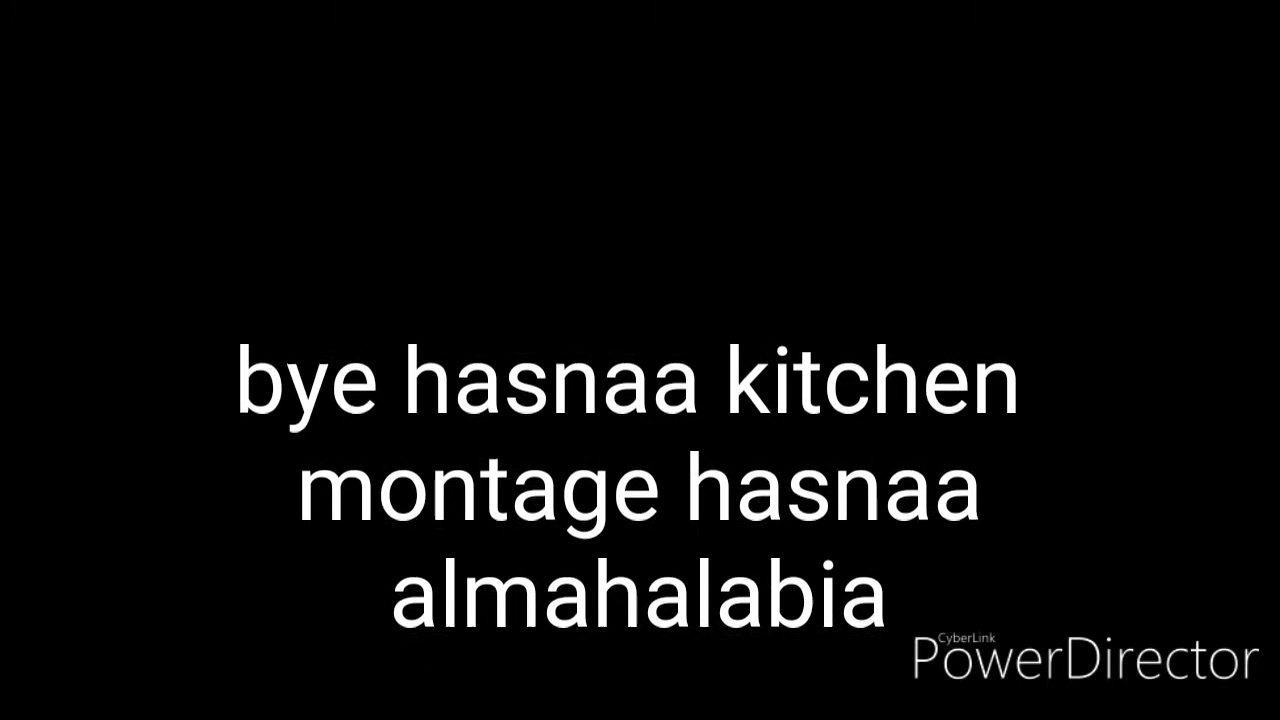 bye hasnaa kitchen
montage hasnaa
almahalabia
CyberLink
PowerDirector